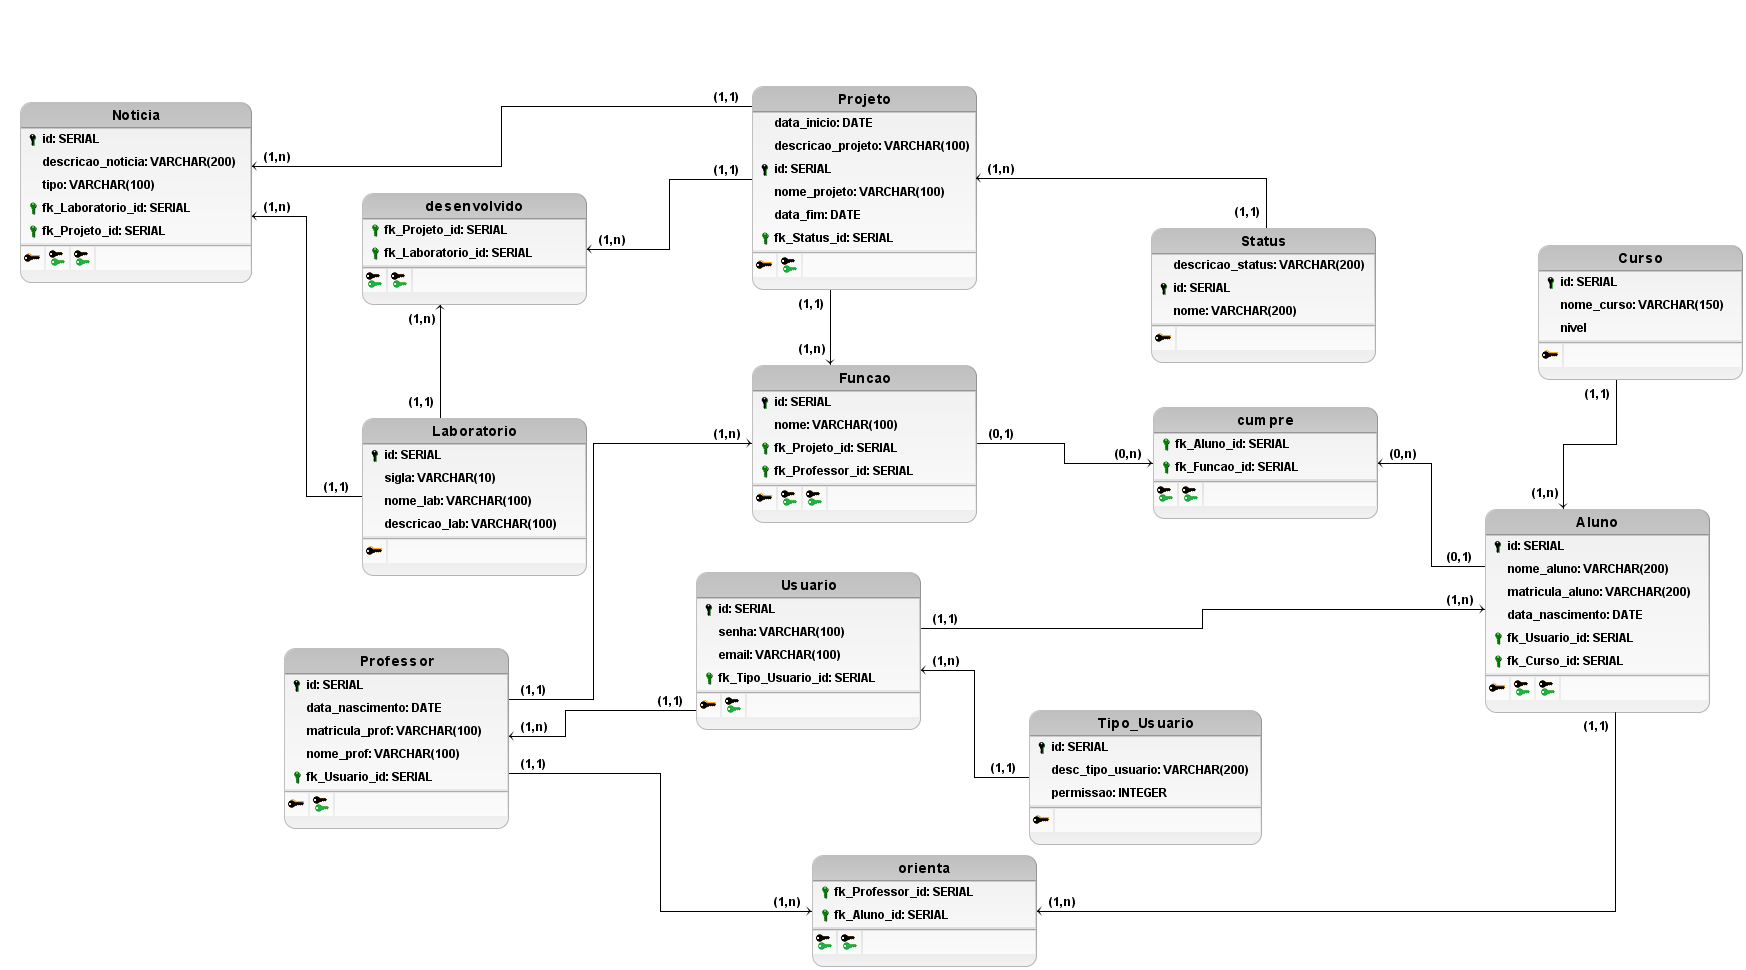 Noticia
id: SERIAL
descricao_noticia: VARCHAR(200)
tipo: VARCHAR(100)
fk_Laboratorio_id: SERIAL
fk_Projeto_id: SERIAL
(1,n)
(1,n)
desenvolvido
fk_Projeto_id: SERIAL
fk_Laboratorio_id: SERIAL
(1,n)
(1,n)
(1,1)
(1,1)
Projeto
data_inicio: DATE
descricao_projeto: VARCHAR(100)
id: SERIAL
nome_projeto: VARCHAR(100)
data_fim: DATE
fk_Status_id: SERIAL
(1,n)
(1,1)
(1,1)
(1,n)
Status
descricao_status: VARCHAR(200)
id: SERIAL
nome: VARCHAR(200)
Curso
id: SERIAL
nome_curso: VARCHAR(150)
nivel
(1,1)
(1,n)
Laboratorio
id: SERIAL
sigla: VARCHAR(10)
nome_lab: VARCHAR(100)
descricao_lab: VARCHAR(100)
(1,1)
(1,1)
Funcao
id: SERIAL
nome: VARCHAR(100)
fk_Projeto_id: SERIAL
fk_Professor_id: SERIAL
(1,n)
(0,1)
(0,n)
cumpre
fk_Aluno_id: SERIAL
fk_Funcao_id: SERIAL
(0,n)
(0,1)
Aluno
id: SERIAL
nome_aluno: VARCHAR(200)
matricula_aluno: VARCHAR(200)
data_nascimento: DATE
fk_Usuario_id: SERIAL
fk_Curso_id: SERIAL
(1,n)
(1,1)
Usuario
id: SERIAL
senha: VARCHAR(100)
email: VARCHAR(100)
fk_Tipo_Usuario_id: SERIAL
(1,1)
(1,n)
(1,1)
Professor
id: SERIAL
data_nascimento: DATE
matricula_prof: VARCHAR(100)
nome_prof: VARCHAR(100)
fk_Usuario_id: SERIAL
(1,1)
(1,n)
(1,1)
Tipo_Usuario
id: SERIAL
desc_tipo_usuario: VARCHAR(200)
permissao: INTEGER
(1,1)
orienta
fk_Professor_id: SERIAL
fk_Aluno_id: SERIAL
(1,n)
(1,n)